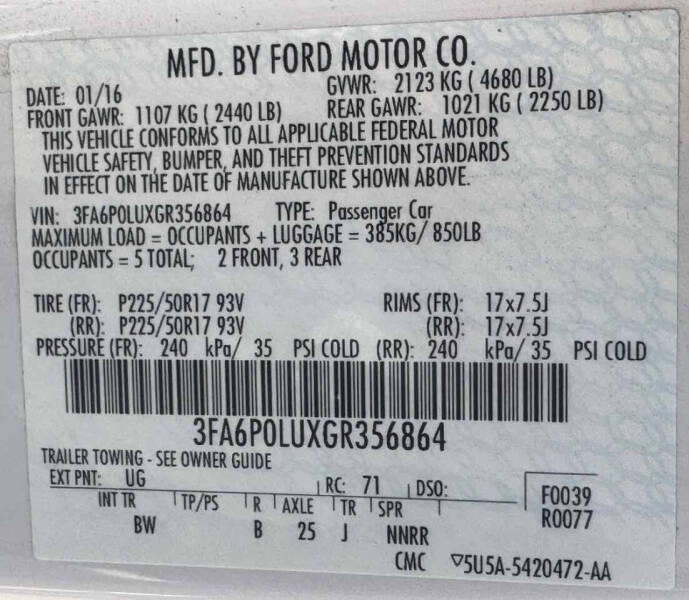 MFD. BY FORD MOTOR CO.
DATE: 01/16 GVWR: 2123 KG ( 4680 LB)
FRONT GAWR: 1107 KG ( 2440 LB) REAR GAWR: 1021 KG ( 2250 LB)
THIS VEHICLE CONFORMS TO ALL APPLICABLE FEDERAL MOTOR
VEHICLE SAFETY, BUMPER, AND THEFT PREVENTION STANDARDS
IN EFFECT ON THE DATE OF MANUFACTURE SHOWN ABOVE.
VIN: 3FA6P0LUXGR356864 TYPE: Passenger Car
MAXIMUM LOAD = OCCUPANTS + LUGGAGE = 385KG/ 850LB
OCCUPANTS = 5 TOTAL; 2 FRONT, 3 REAR
TIRE (FR): P225/50R17 93V RIMS (FR): 17x7.5J
(RR): P225/50R17 93V (RR): 17x7.5J
PRESSURE (FR): 240 kPa/ 35 PSI COLD (RR): 240 kPa/ 35 PSI COLD
3FA6P0LUXGR356864
TRAILER TOWING - SEE OWNER GUIDE
EXT PNT: UG RC: 71 DSO:
INT TR TP/PS R AXLE TR SPR
BW B 25 J NNRR
F0039
R0077
CMC ▽5U5A-5420472-AA